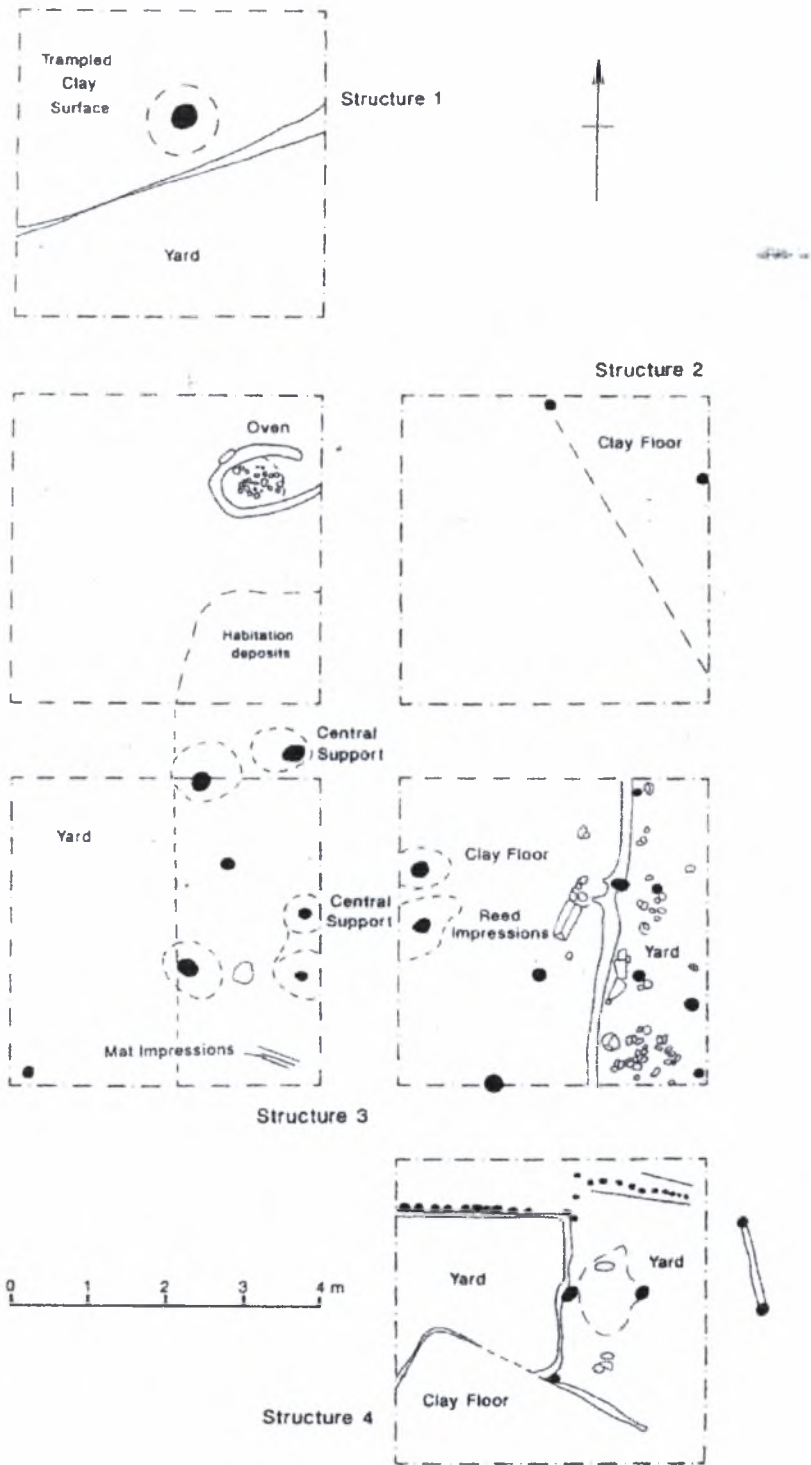 Trampled
Clay
Surface
Structure 1
Yard
Structure 2
Oven
Clay Floor
Habitation
deposits
Central
Support
Yard
Clay Floor
Central
Support
Reed
Impressions
Yard
Mat Impressions
Structure 3
0 1 2 3 4 m
Yard
Yard
Clay Floor
Structure 4